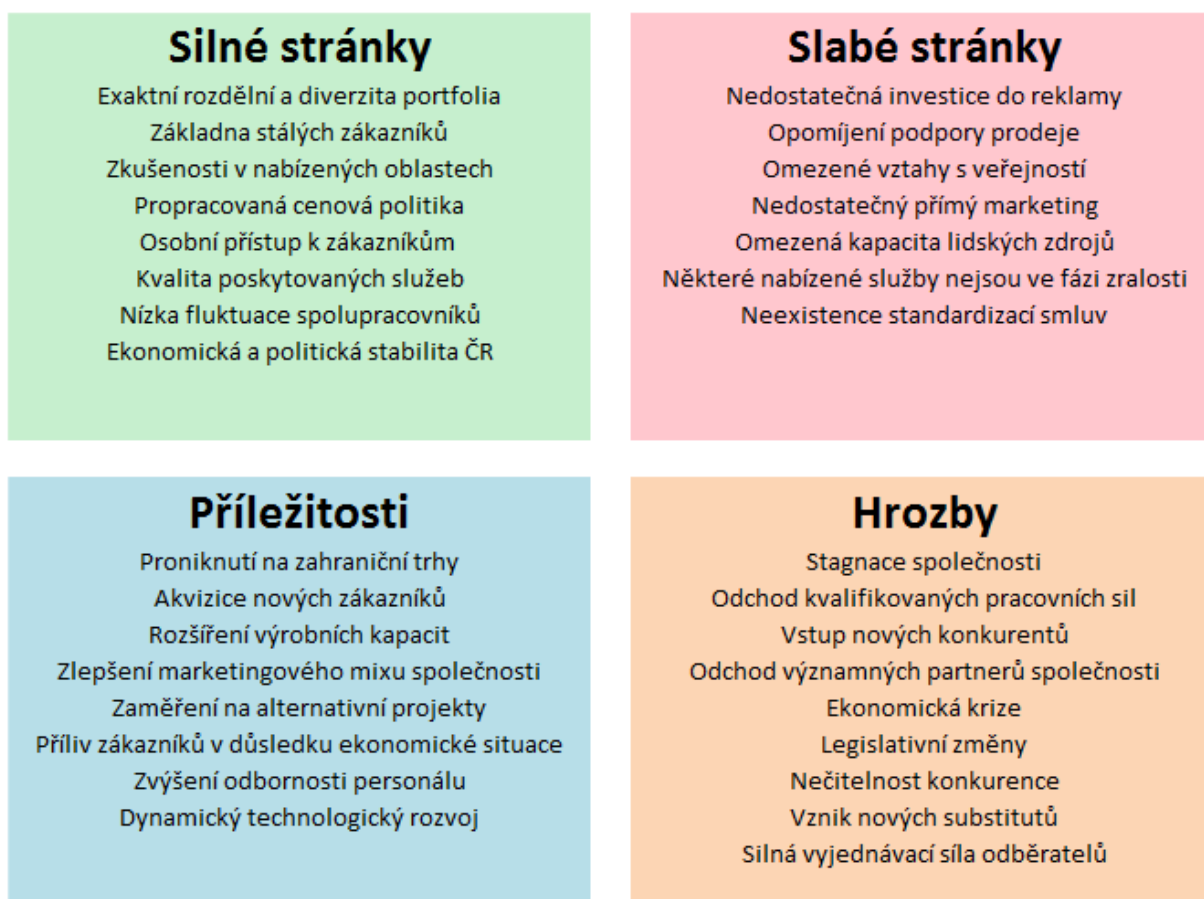 Silné stránky
Exaktní rozdělní a diverzita portfolia
Základna stálých zákazníků
Zkušenosti v nabízených oblastech
Propracovaná cenová politika
Osobní přístup k zákazníkům
Kvalita poskytovaných služeb
Nízka fluktuace spolupracovníků
Ekonomická a politická stabilita ČR
Slabé stránky
Nedostatečná investice do reklamy
Opomíjení podpory prodeje
Omezené vztahy s veřejností
Nedostatečný přímý marketing
Omezená kapacita lidských zdrojů
Některé nabízené služby nejsou ve fázi zralosti
Neexistence standardizací smluv
Příležitosti
Proniknutí na zahraniční trhy
Akvizice nových zákazníků
Rozšíření výrobních kapacit
Zlepšení marketingového mixu společnosti
Zaměření na alternativní projekty
Příliv zákazníků v důsledku ekonomické situace
Zvýšení odbornosti personálu
Dynamický technologický rozvoj
Hrozby
Stagnace společnosti
Odchod kvalifikovaných pracovních sil
Vstup nových konkurentů
Odchod významných partnerů společnosti
Ekonomická krize
Legislativní změny
Nečitelnost konkurence
Vznik nových substitutů
Silná vyjednávací síla odběratelů